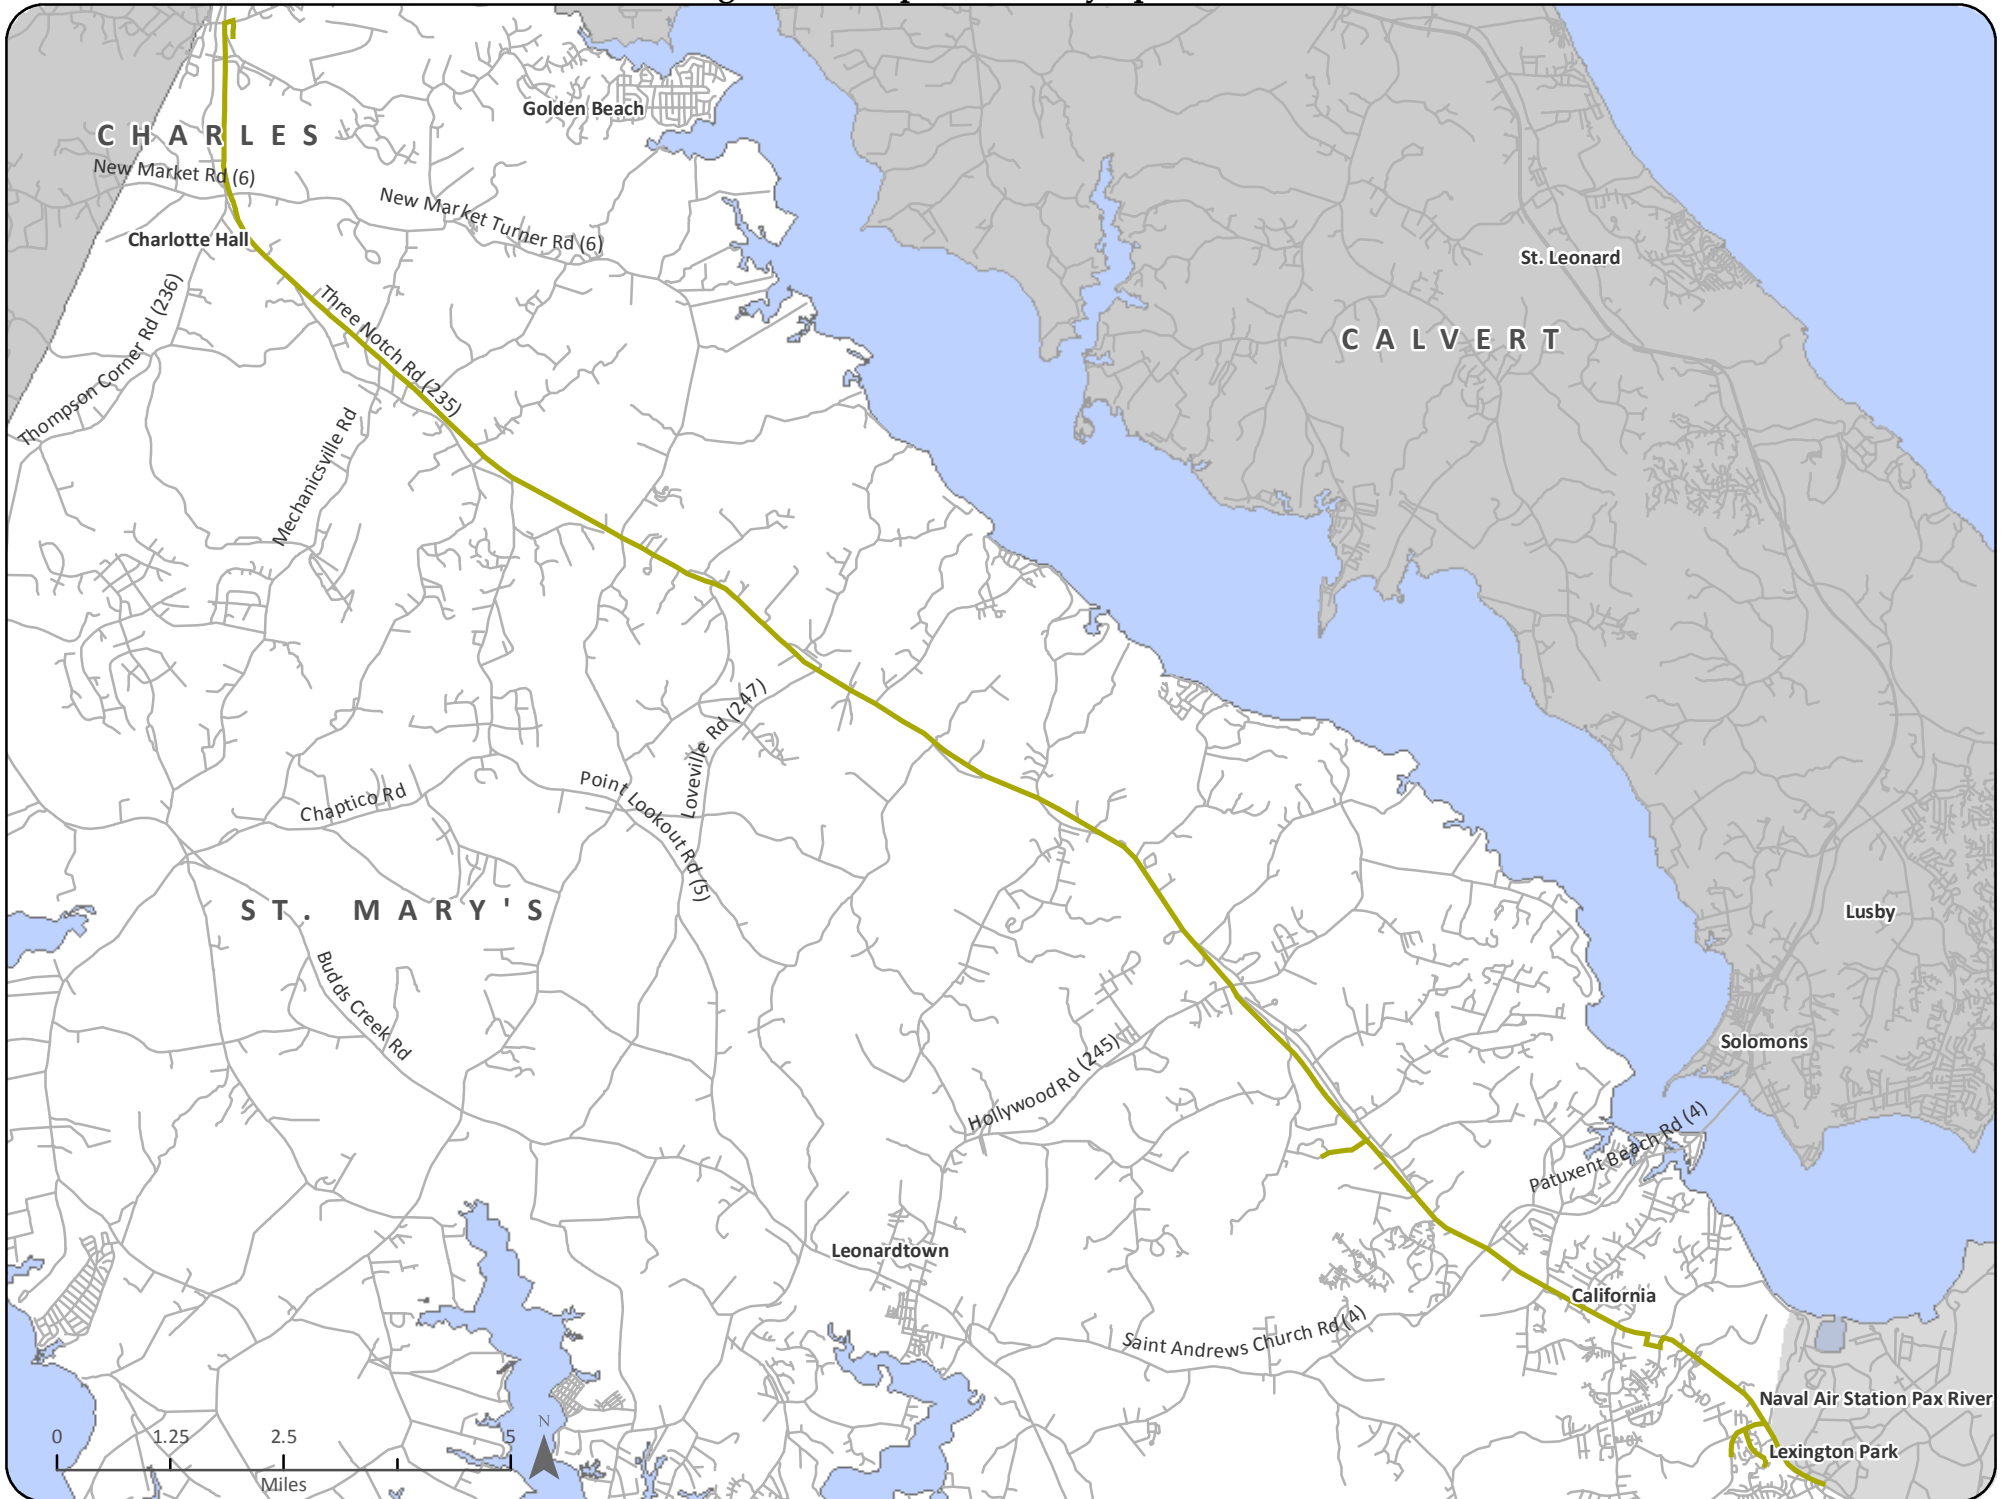 Golden Beach
CHARLES
New Market Rd (6)
New Market Turner Rd (6)
Charlotte Hall
St. Leonard
Thompson Corner Rd (236)
Three Notch Rd (235)
CALVERT
Mechanicsville Rd
Loveville Rd (247)
Point Lookout Rd (5)
Chaptico Rd
ST. MARY'S
Lusby
Buds Creek Rd
Solomons
Hollywood Rd (245)
Patuxent Beach Rd (4)
Leonardtown
California
Saint Andrews Church Rd (4)
Naval Air Station Pax River
Lexington Park
N
0 1.25 2.5 5
Miles